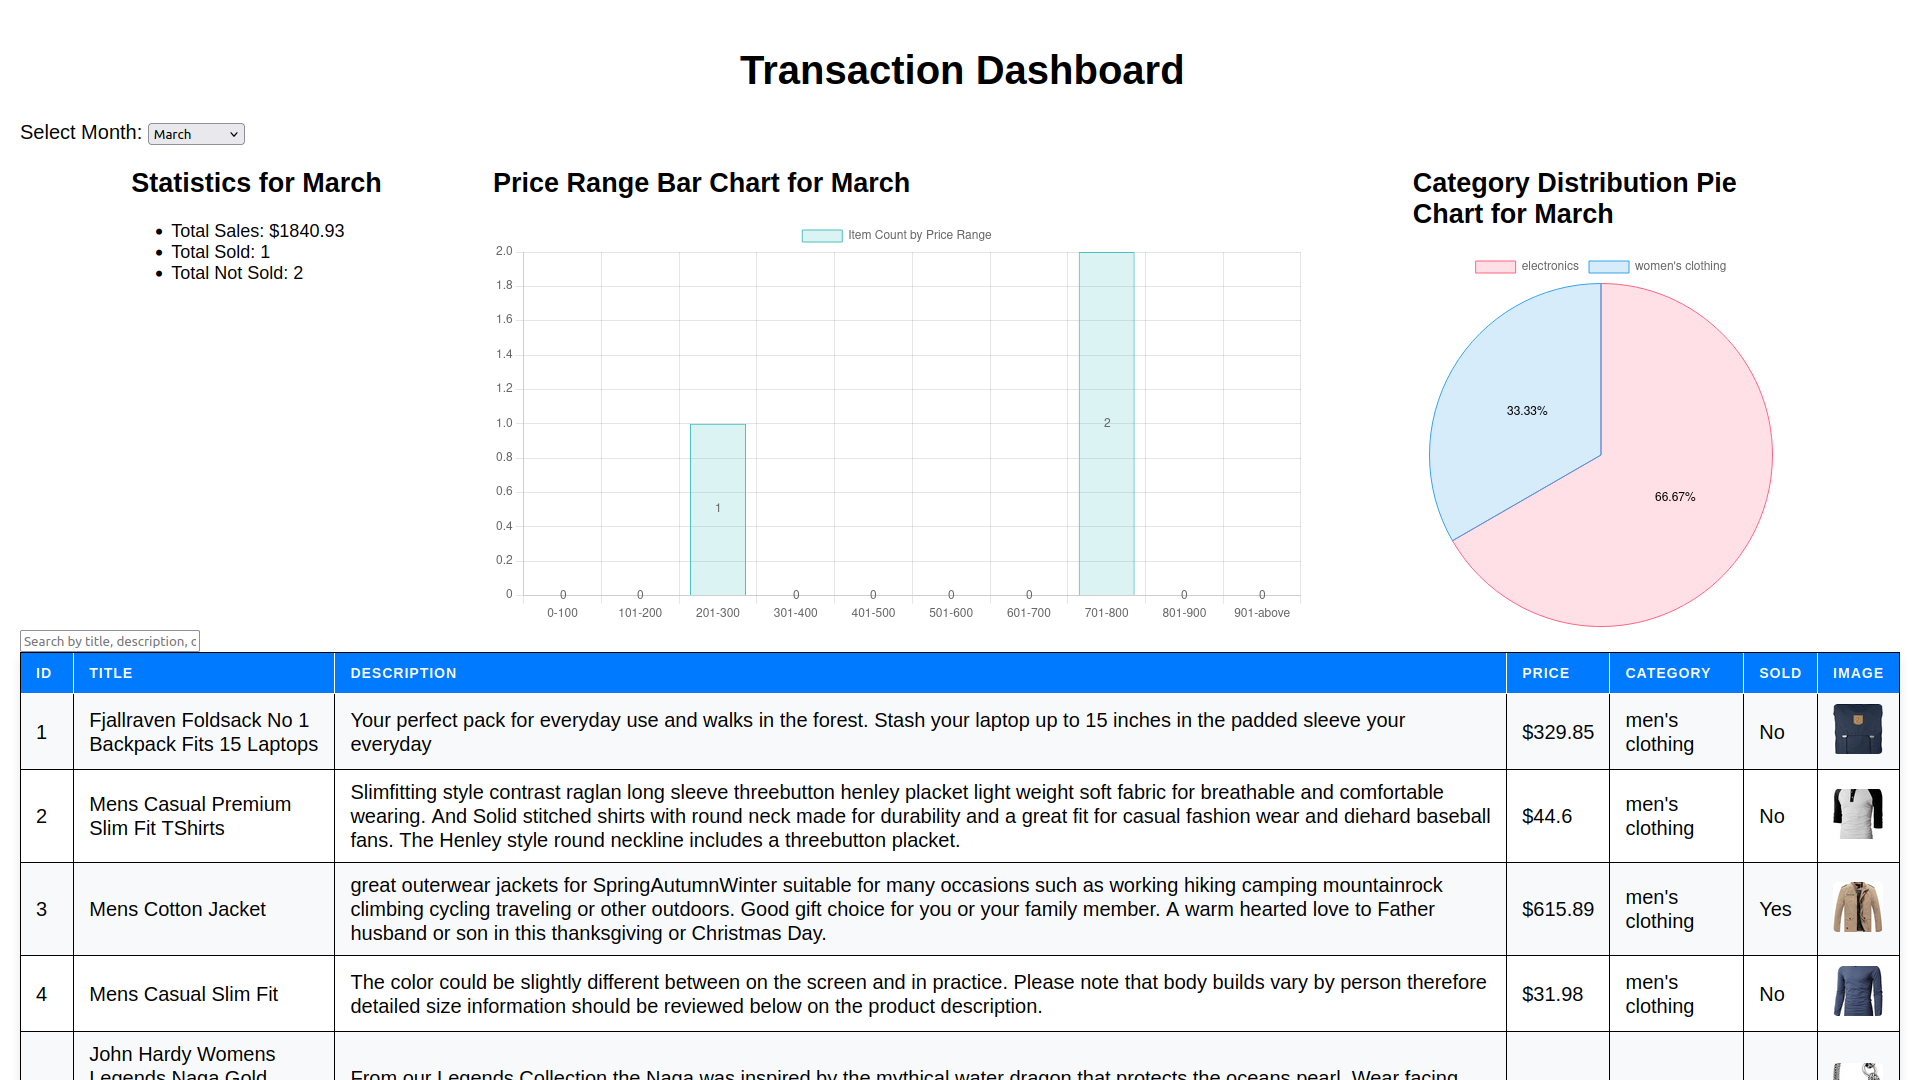 Transaction Dashboard
Select Month: March
Statistics for March
Total Sales: $1840.93
Total Sold: 1
Total Not Sold: 2
Price Range Bar Chart for March
Item Count by Price Range
2.0
1.8
1.6
1.4
1.2
1.0
0.8
0.6
0.4
0.2
0
0 0 1 0 0 0 0 2 0 0
0-100 101-200 201-300 301-400 401-500 501-600 601-700 701-800 801-900 901-above
Category Distribution Pie
Chart for March
electronics women's clothing
33.33%
66.67%
Search by title, description, c
ID TITLE DESCRIPTION PRICE CATEGORY SOLD IMAGE
1
Fjallraven Foldsack No 1
Backpack Fits 15 Laptops
Your perfect pack for everyday use and walks in the forest. Stash your laptop up to 15 inches in the padded sleeve your
everyday
$329.85
men's
clothing
No
2
Mens Casual Premium
Slim Fit TShirts
Slimfitting style contrast raglan long sleeve threebutton henley placket light weight soft fabric for breathable and comfortable
wearing. And Solid stitched shirts with round neck made for durability and a great fit for casual fashion wear and diehard baseball
fans. The Henley style round neckline includes a threebutton placket.
$44.6
men's
clothing
No
3
Mens Cotton Jacket
great outerwear jackets for SpringAutumnWinter suitable for many occasions such as working hiking camping mountainrock
climbing cycling traveling or other outdoors. Good gift choice for you or your family member. A warm hearted love to Father
husband or son in this thanksgiving or Christmas Day.
$615.89
men's
clothing
Yes
4
Mens Casual Slim Fit
The color could be slightly different between on the screen and in practice. Please note that body builds vary by person therefore
detailed size information should be reviewed below on the product description.
$31.98
men's
clothing
No
John Hardy Womens
Legends Naga Gold
From our Legends Collection the Naga was inspired by the mythical water dragon that protects the oceans pearl. Wear facing